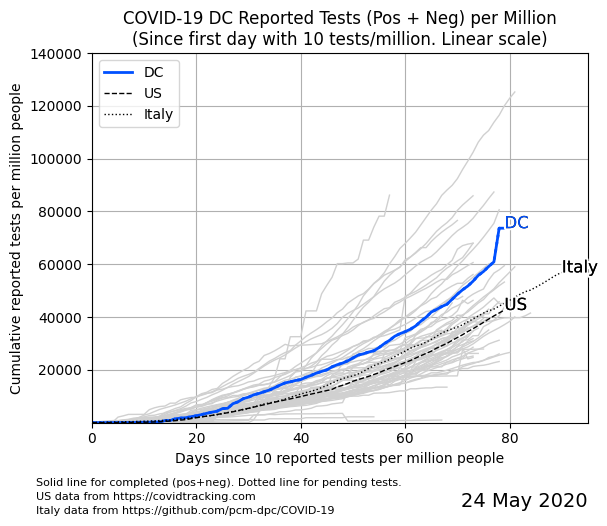 COVID-19 DC Reported Tests (Pos + Neg) per Million
(Since first day with 10 tests/million. Linear scale)
140000
120000
100000
80000
60000
40000
20000
Cumulative reported tests per million people
DC
US
Italy
DC
Italy
US
0
20
40
60
80
Days since 10 reported tests per million people
Solid line for completed (pos+neg). Dotted line for pending tests.
US data from https://covidtracking.com
Italy data from https://github.com/pcm-dpc/COVID-19
24 May 2020